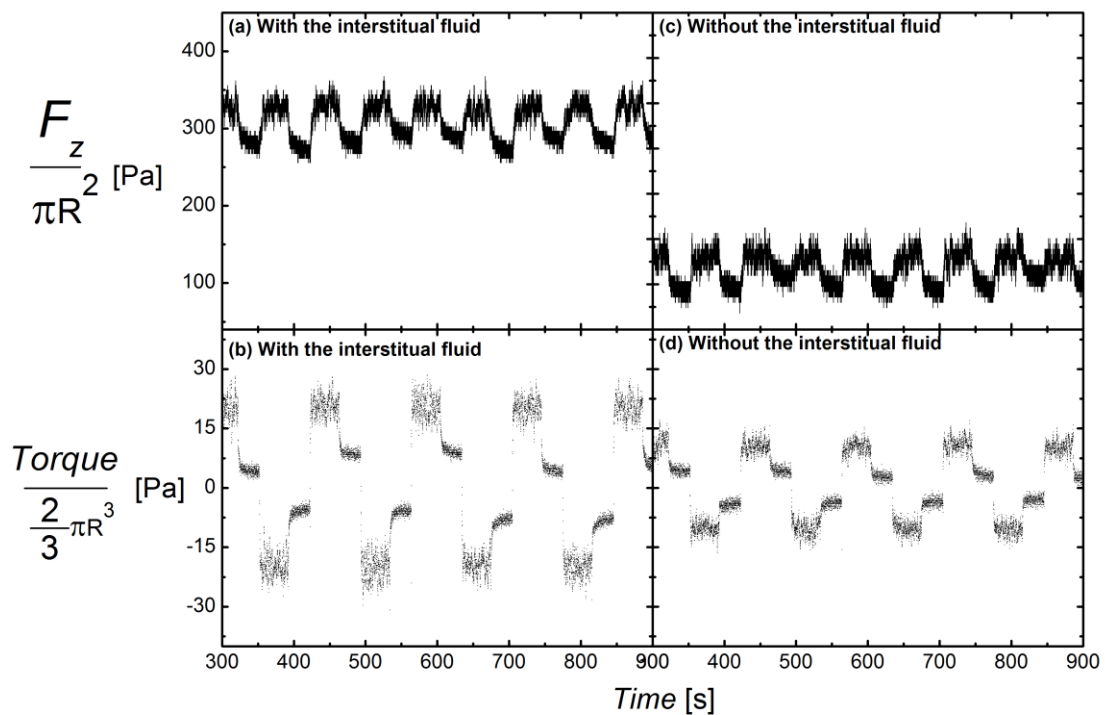 (a) With the interstitual fluid
(c) Without the interstitual fluid
400
300
200
100
F_z
πR^2
[Pa]
(b) With the interstitual fluid
(d) Without the interstitual fluid
30
15
0
-15
-30
Torque
2
3
πR^3
[Pa]
300 400 500 600 700 800 900 400 500 600 700 800 900
Time [s]